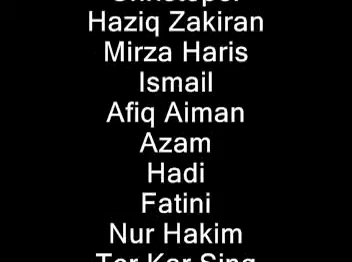 Haziq Zakiran
Mirza Haris
Ismail
Afiq Aiman
Azam
Hadi
Fatini
Nur Hakim